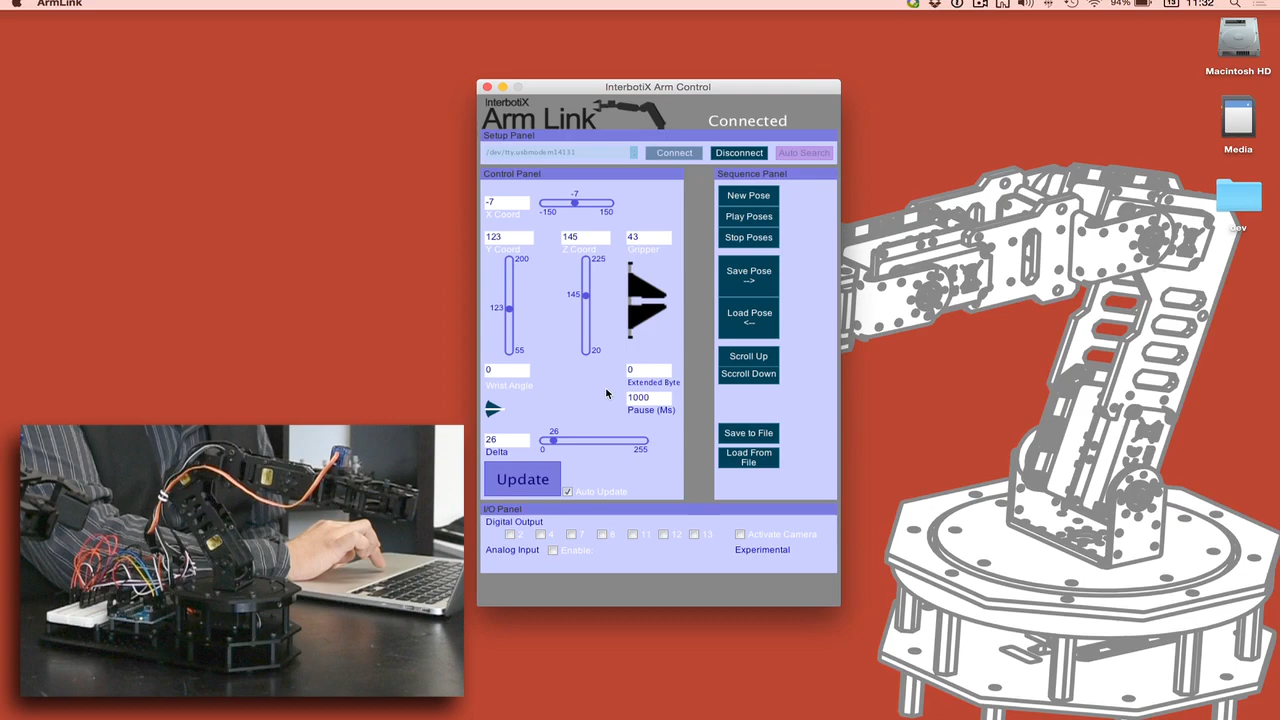 ArmLink
94%
13
11:32
Macintosh HD
Media
dev
InterbotiX Arm Control
InterbotiX
Arm Link
Connected
Setup Panel
/dev/tty.usbmodem14131
Connect
Disconnect
Auto Search
Control Panel
-7
X Coord
-7
-150
150
123
Y Coord
145
Z Coord
43
Gripper
200
123
55
225
145
20
0
Wrist Angle
0
Extended Byte
1000
Pause (Ms)
26
Delta
26
0
255
Update
Auto Update
Sequence Panel
New Pose
Play Poses
Stop Poses
Save Pose
-->
Load Pose
<--
Scroll Up
Sccroll Down
Save to File
Load From
File
I/O Panel
Digital Output
2
4
7
8
11
12
13
Activate Camera
Analog Input
Enable:
Experimental